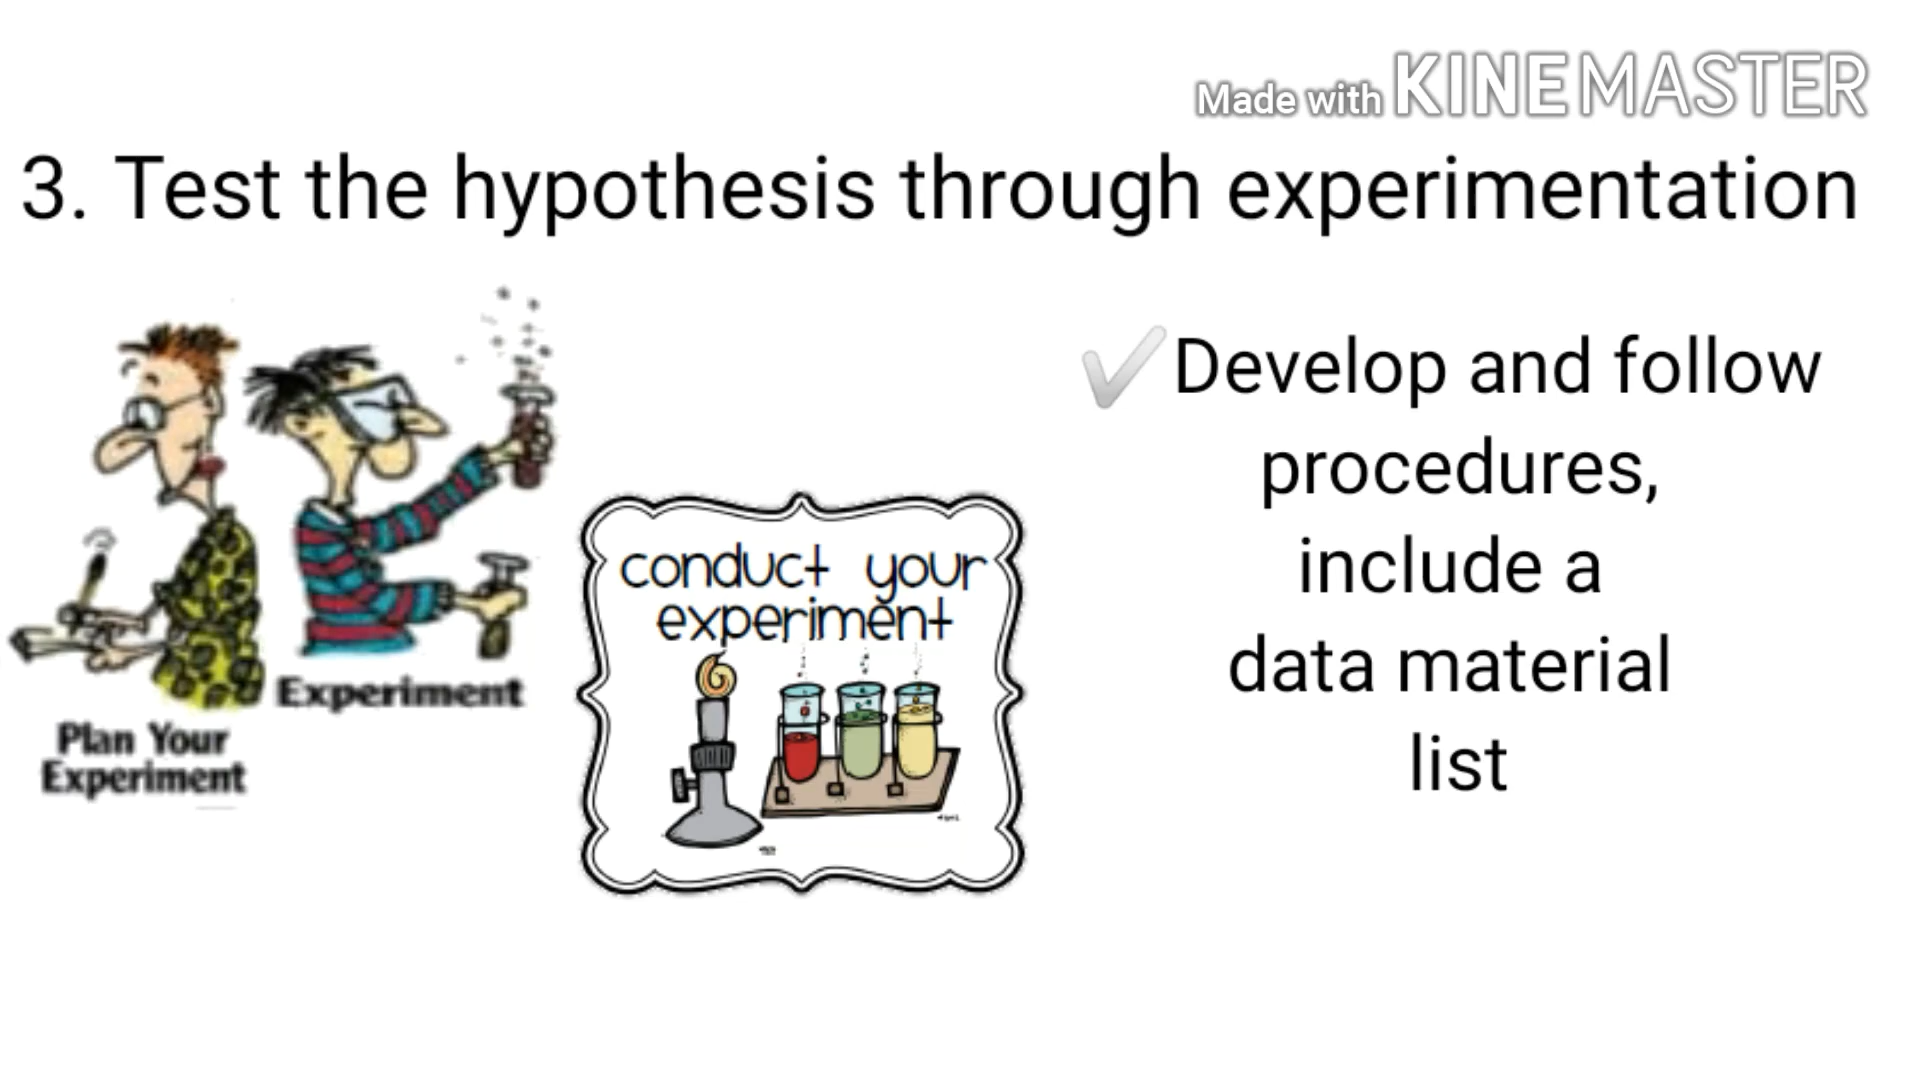 Made with KINEMASTER
3. Test the hypothesis through experimentation
✔Develop and follow
procedures,
include a
data material
list
conduct your
experiment
Experiment
Plan Your
Experiment